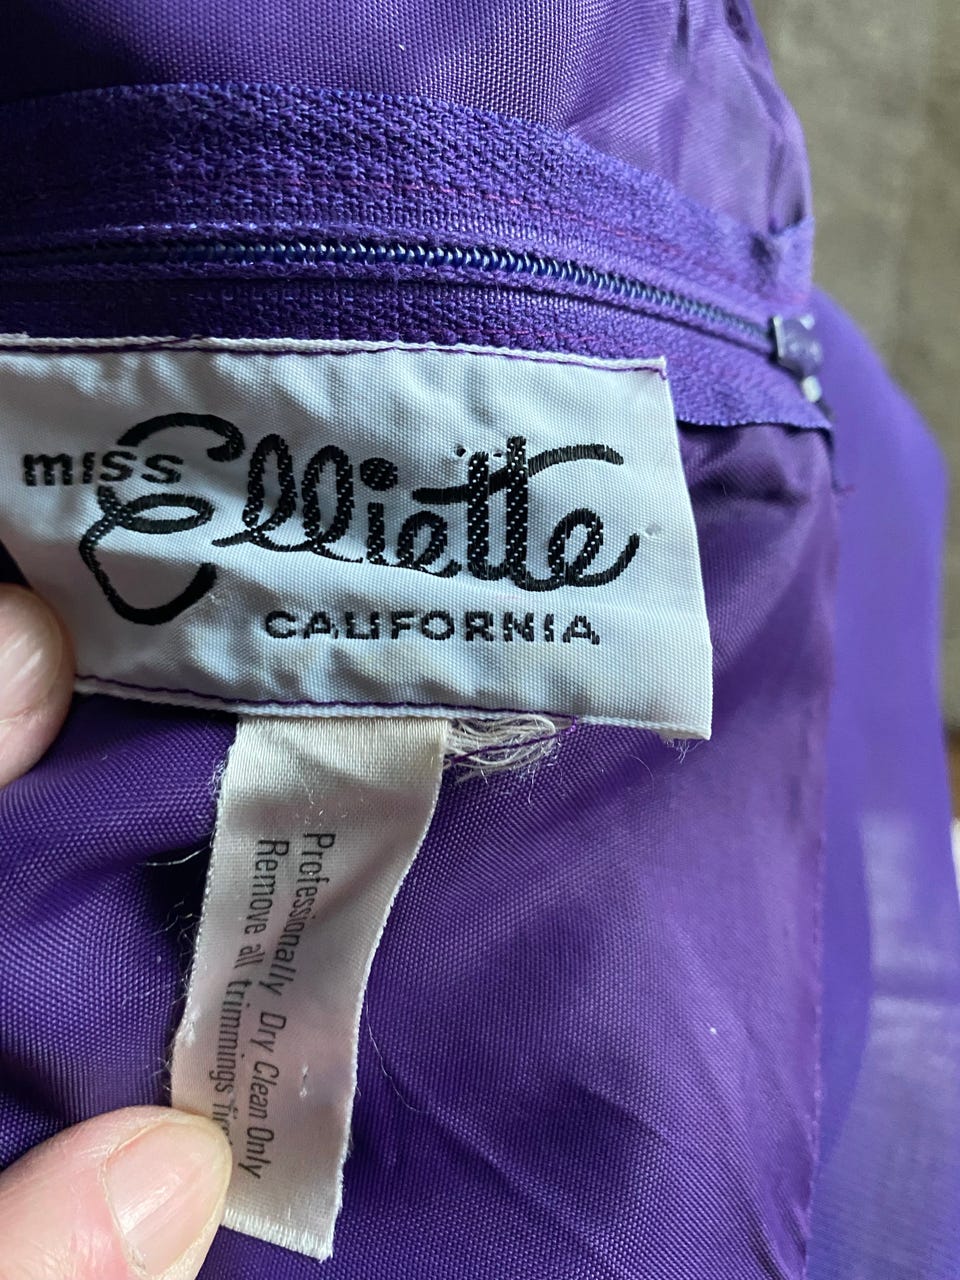 miss Elliette
CALIFORNIA
Professionally Dry Clean Only
Remove all trimmings